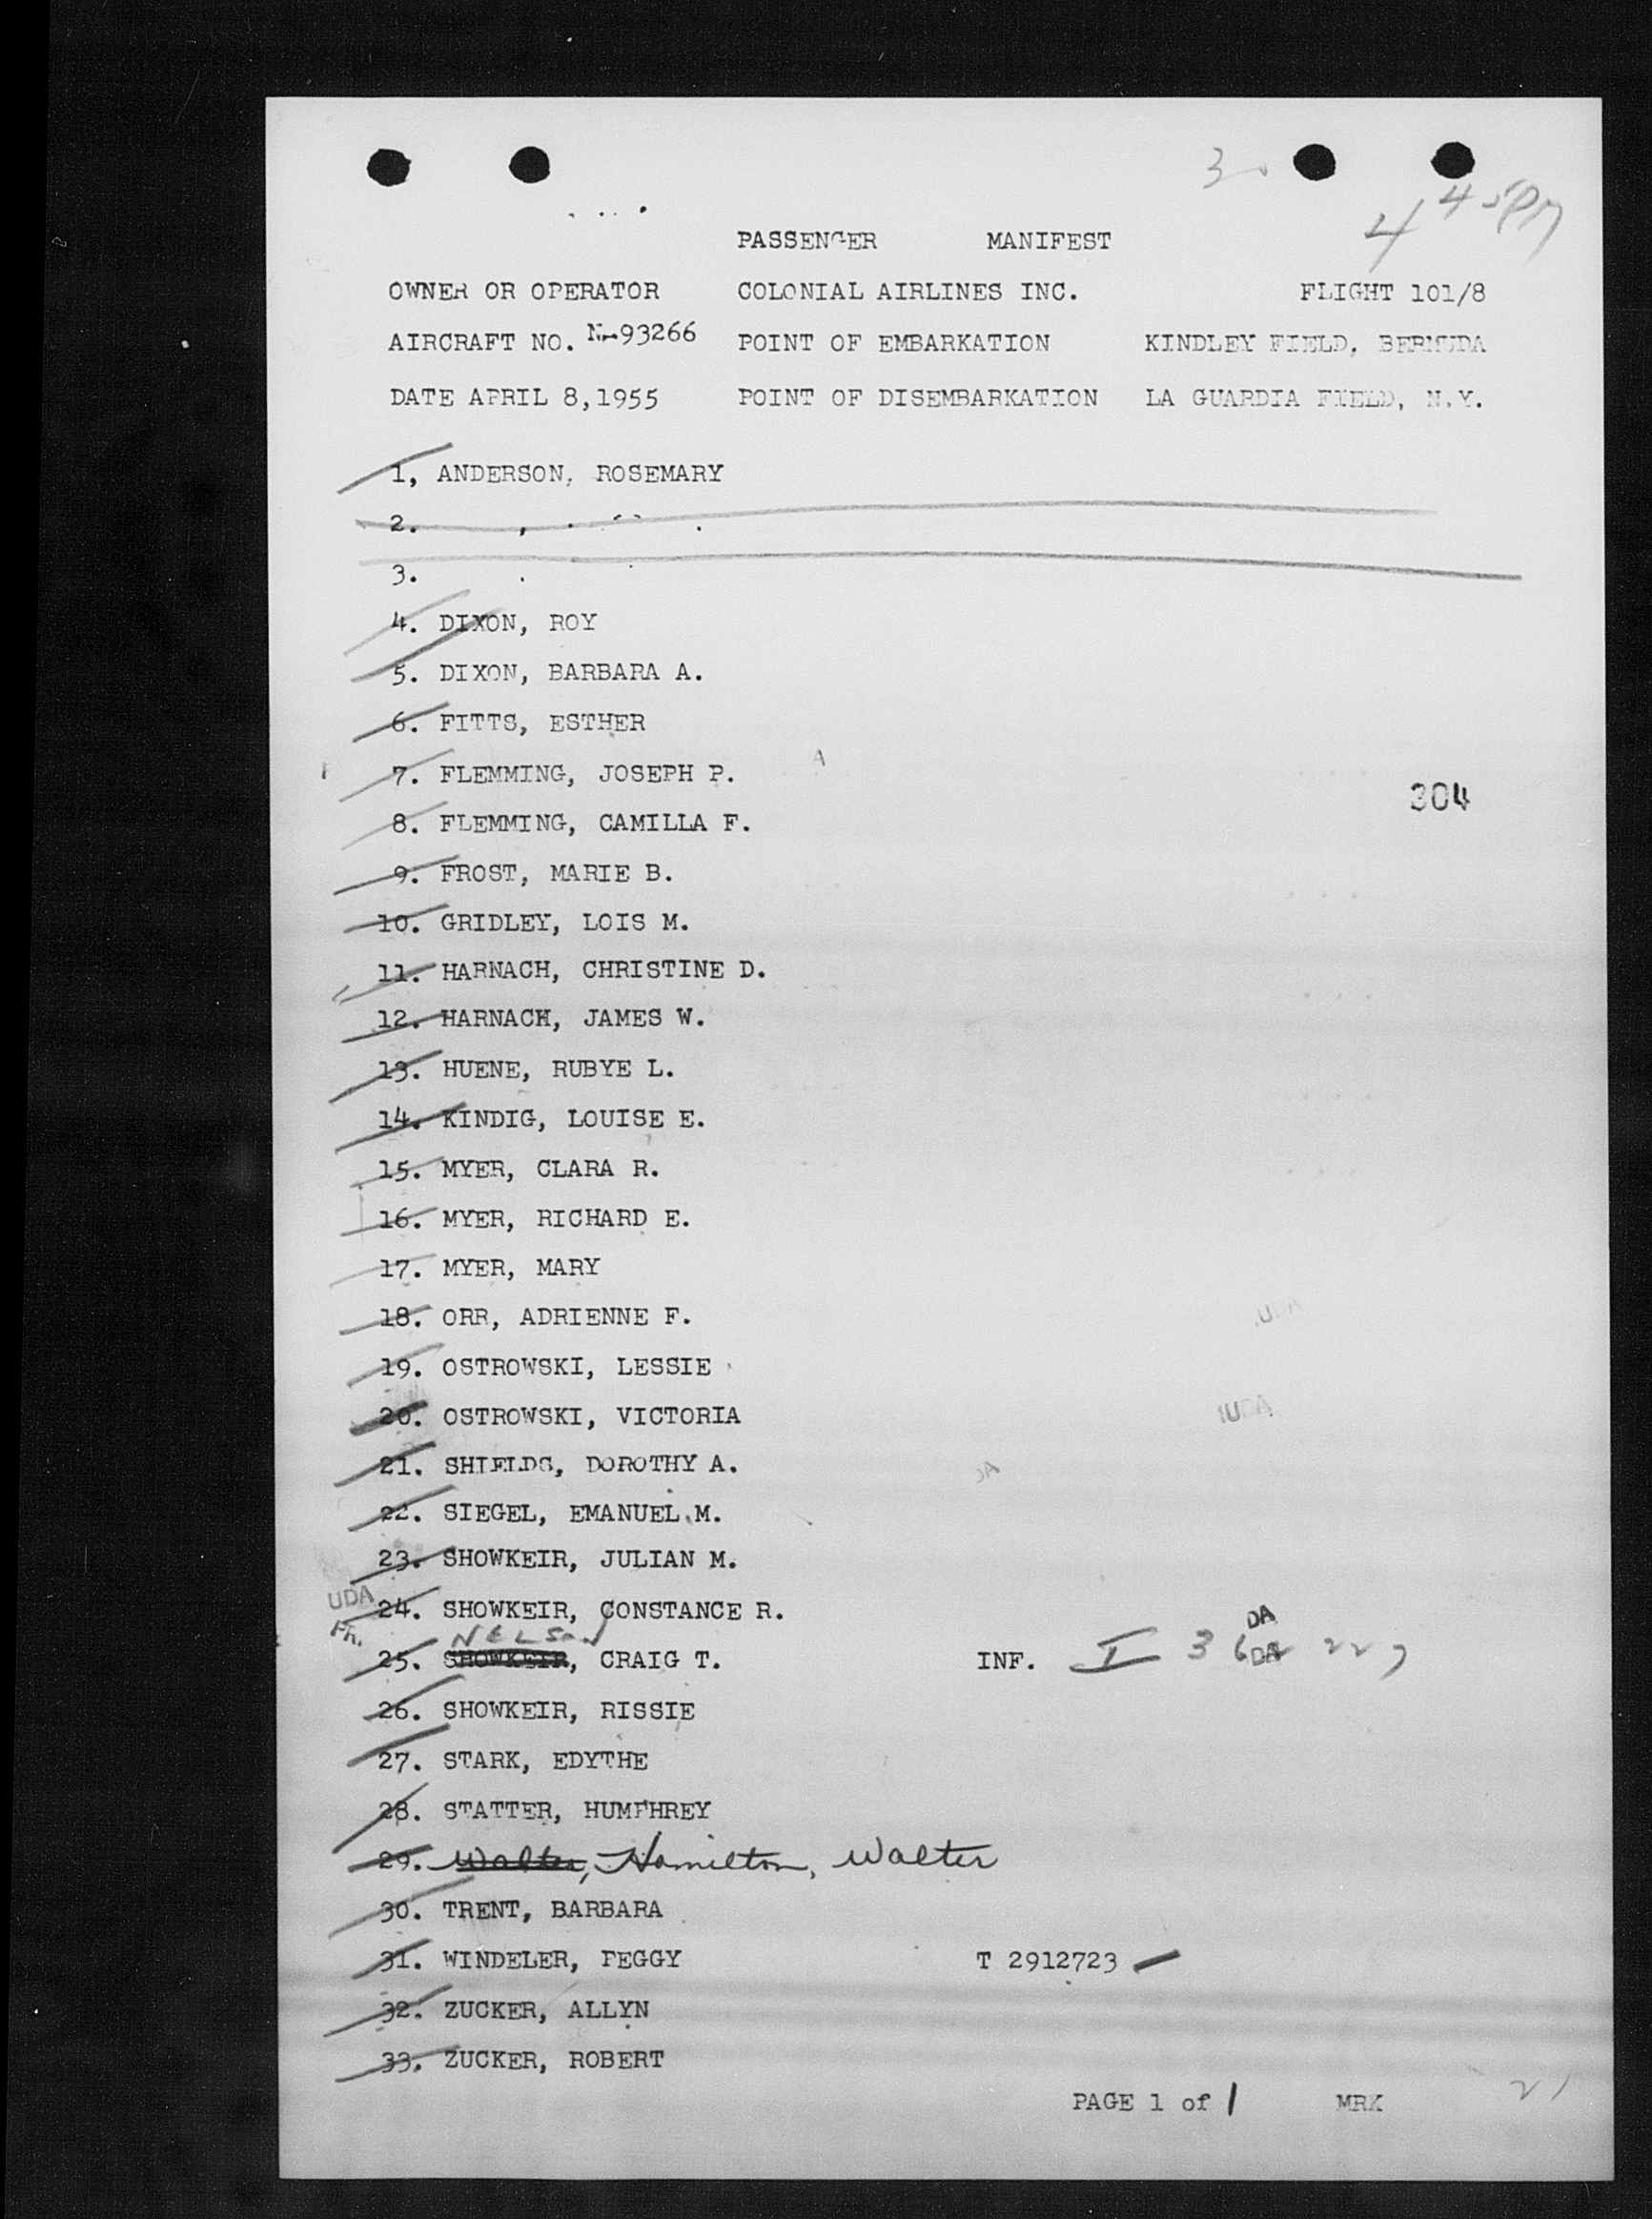 4 45PM
PASSENGER MANIFEST
OWNER OR OPERATOR COLONIAL AIRLINES INC. FLIGHT 101/8
AIRCRAFT NO. N-93266 POINT OF EMBARKATION KINDLEY FIELD, BERMUDA
DATE APRIL 8,1955 POINT OF DISEMBARKATION LA GUARDIA FIELD, N.Y.
1, ANDERSON, ROSEMARY
2.
3.
4. DIXON, ROY
5. DIXON, BARBARA A.
6. FITTS, ESTHER
7. FLEMMING, JOSEPH P.
304
8. FLEMMING, CAMILLA F.
9. FROST, MARIE B.
10. GRIDLEY, LOIS M.
11. HARNACH, CHRISTINE D.
12. HARNACH, JAMES W.
13. HUENE, RUBYE L.
14. KINDIG, LOUISE E.
15. MYER, CLARA R.
16. MYER, RICHARD E.
17. MYER, MARY
18. ORR, ADRIENNE F.
19. OSTROWSKI, LESSIE
20. OSTROWSKI, VICTORIA
21. SHIELDS, DOROTHY A.
22. SIEGEL, EMANUEL M.
23. SHOWKEIR, JULIAN M.
UDA
24. SHOWKEIR, CONSTANCE R.
NELSON
25. SHOWKEIR, CRAIG T. INF. I
26. SHOWKEIR, RISSIE
27. STARK, EDYTHE
28. STATTER, HUMPHREY
29. Walter, Hamilton, Walter
30. TRENT, BARBARA
31. WINDELER, PEGGY T 2912723
32. ZUCKER, ALLYN
33. ZUCKER, ROBERT
PAGE 1 of 1 MRK
21